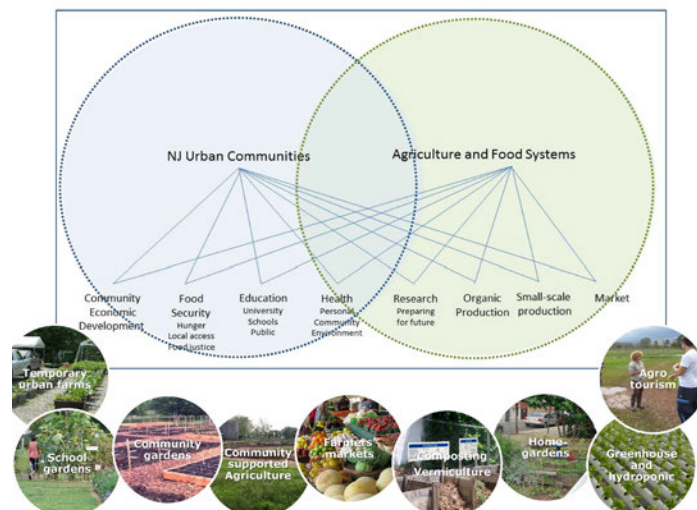 NJ Urban Communities
Agriculture and Food Systems
Community
Economic
Development
Food
Security
Hunger
Local access
Food justice
Education
University
Schools
Public
Health
Personal
Community
Environment
Research
Preparing
for future
Organic
Production
Small-scale
production
Market
Temporary
urban farms
Agro
tourism
School
gardens
Community
gardens
Community
supported
Agriculture
Farmers'
markets
Composting
Vermiculture
Home-
gardens
Greenhouse
and
hydroponic